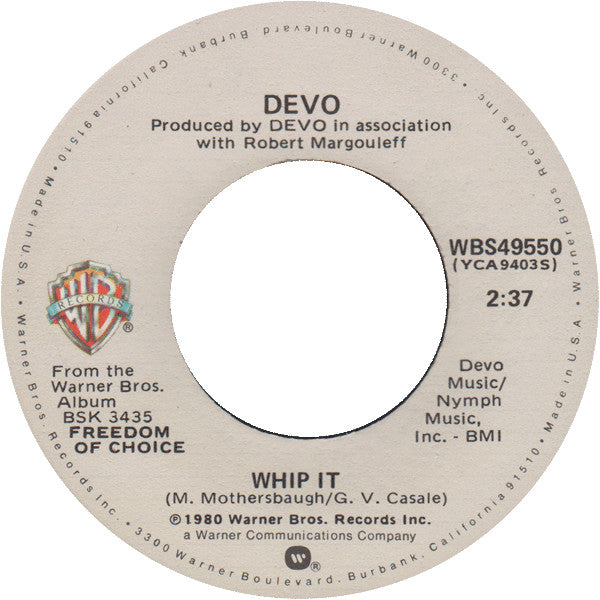 DEVO
Produced by DEVO in association
with Robert Margouleff
WBS49550
(YCA9403S)
2:37
WB
RECORDS
®
From the
Warner Bros.
Album
BSK 3435
FREEDOM
OF CHOICE
Devo
Music/
Nymph
Music,
Inc. - BMI
WHIP IT
(M. Mothersbaugh/G. V. Casale)
℗1980 Warner Bros. Records Inc.
a Warner Communications Company
W®
Warner Bros. Records Inc. • 3300 Warner Boulevard, Burbank, California 91510 • Made in U.S.A. •
Warner Bros. Records Inc. • 3300 Warner Boulevard, Burbank, California 91510 • Made in U.S.A. •